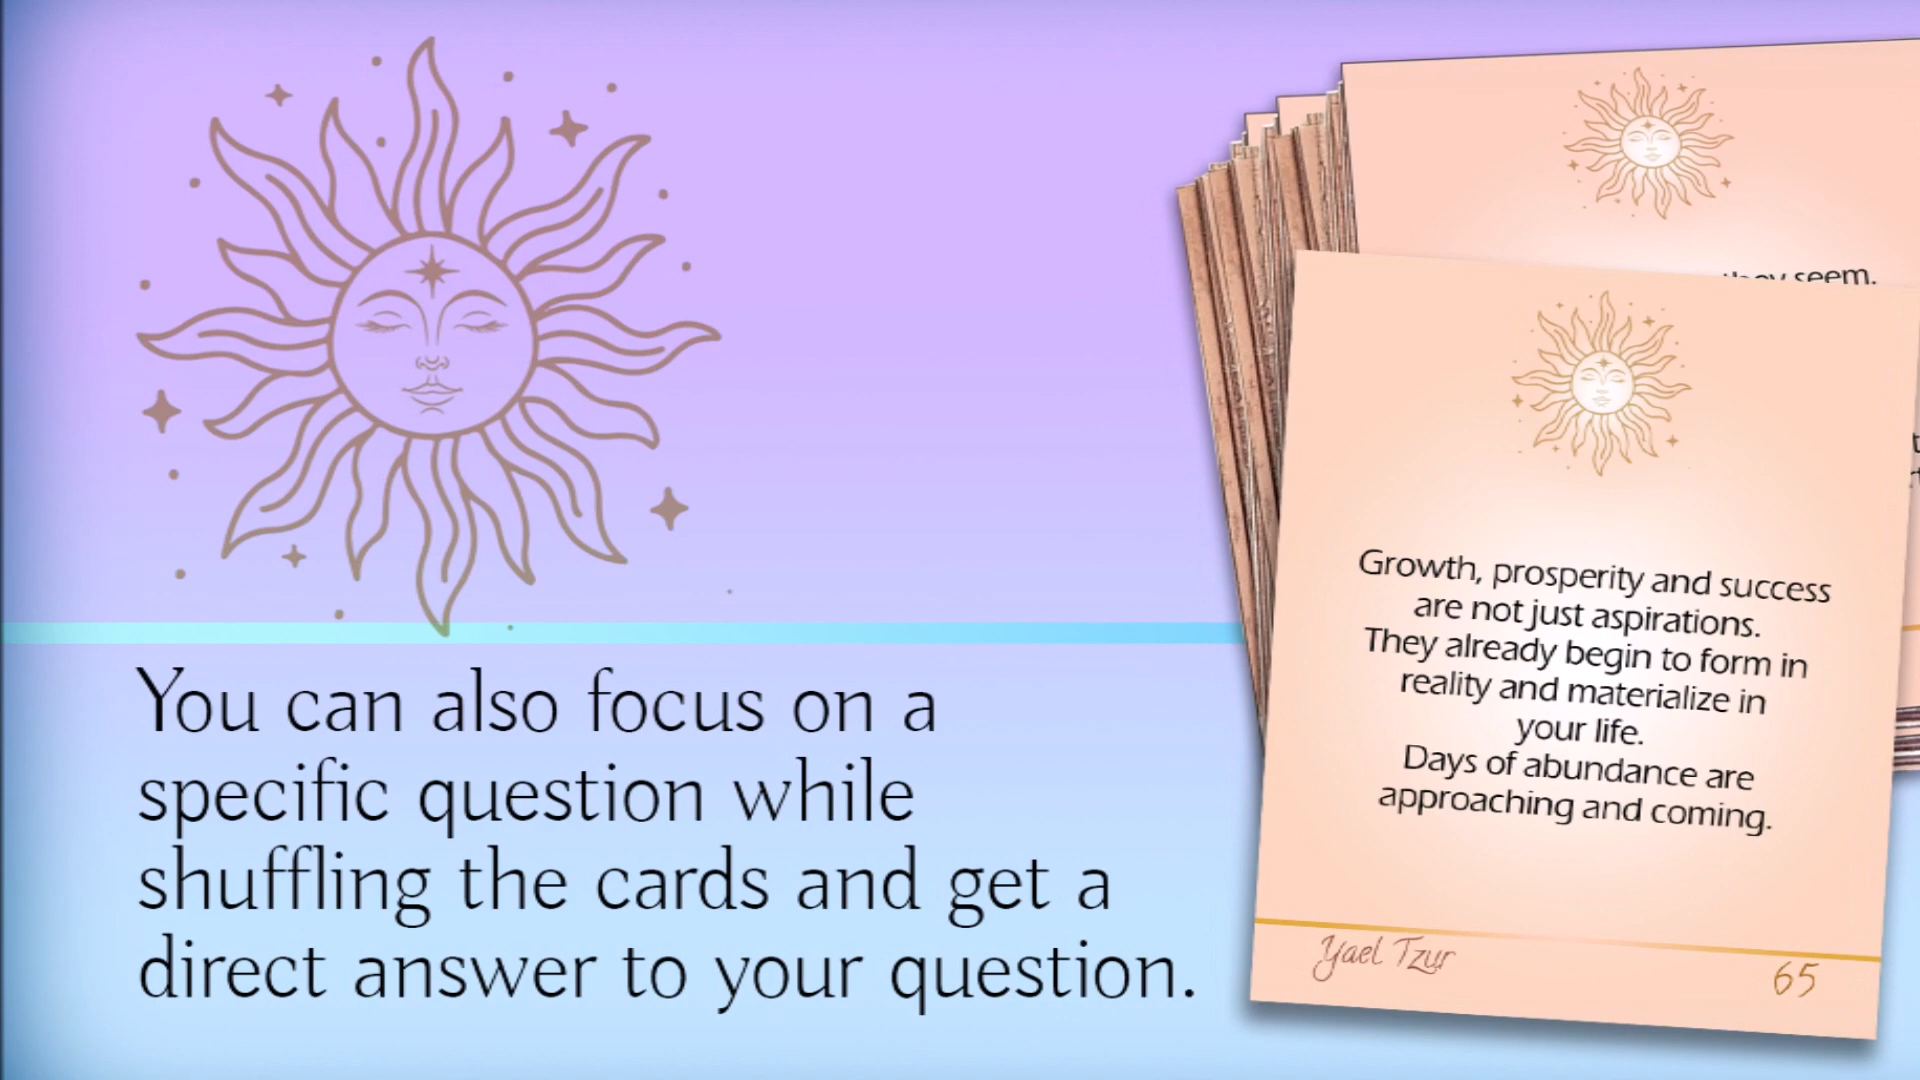 You can also focus on a
specific question while
shuffling the cards and get a
direct answer to your question.
seem.
Growth, prosperity and success
are not just aspirations.
They already begin to form in
reality and materialize in
your life.
Days of abundance are
approaching and coming.
Yael Tzur
65